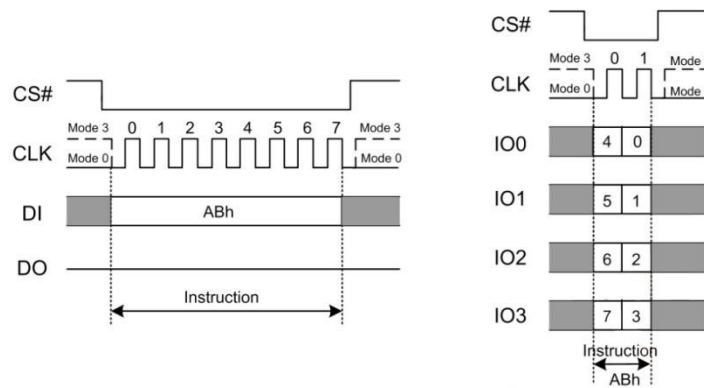 CS#
Mode 3 0 1 2 3 4 5 6 7 Mode 3
CLK
Mode 0 Mode 0
DI ABh
DO
Instruction
CS#
Mode 3 0 1 Mode
CLK
Mode 0 Mode
IO0 4 0
IO1 5 1
IO2 6 2
IO3 7 3
Instruction
ABh